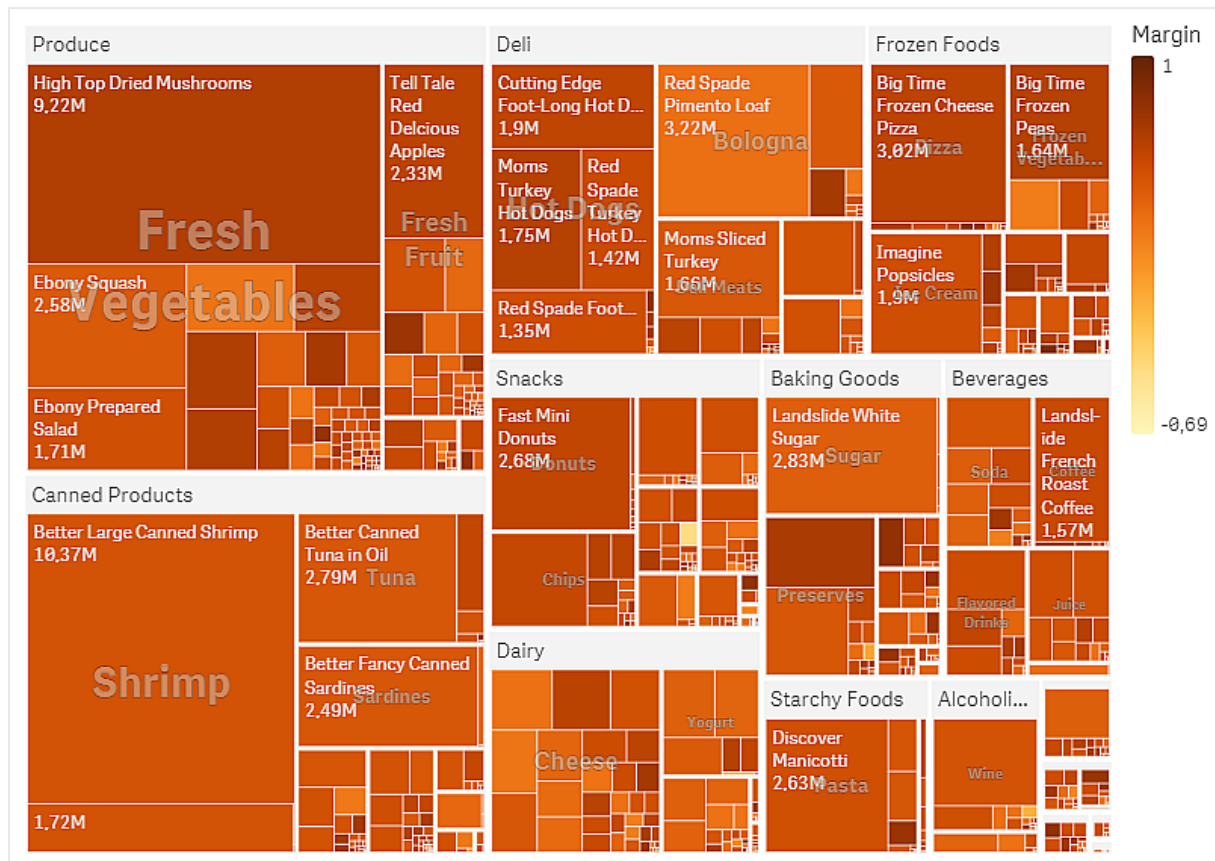 Produce
High Top Dried Mushrooms
9,22M
Fresh
Vegetables
Ebony Squash
2,58M
Ebony Prepared
Salad
1,71M
Tell Tale
Red
Delcious
Apples
2,33M
Fresh
Fruit
Canned Products
Better Large Canned Shrimp
10,37M
Shrimp
1,72M
Better Canned
Tuna in Oil
2,79M
Tuna
Better Fancy Canned
Sardines
2,49M
Sardines
Deli
Cutting Edge
Foot-Long Hot D...
1,9M
Moms
Turkey
Hot Dogs
1,75M
Red
Spade
Turkey
Hot D...
1,42M
Hot Dogs
Red Spade Foot...
1,35M
Red Spade
Pimento Loaf
3,22M
Bologna
Moms Sliced
Turkey
1,66M
Deli Meats
Frozen Foods
Big Time
Frozen Cheese
Pizza
3,02M
Pizza
Big Time
Frozen
Peas
1,64M
Frozen
Vegetab...
Imagine
Popsicles
1,9M
Ice Cream
Snacks
Fast Mini
Donuts
2,68M
Donuts
Chips
Baking Goods
Landslide White
Sugar
2,83M
Sugar
Preserves
Beverages
Soda
Landsl-
ide
French
Roast
Coffee
1,57M
Coffee
Flavored
Drinks
Juice
Dairy
Cheese
Yogurt
Starchy Foods
Discover
Manicotti
2,63M
Pasta
Alcoholi...
Wine
Margin
1
-0,69